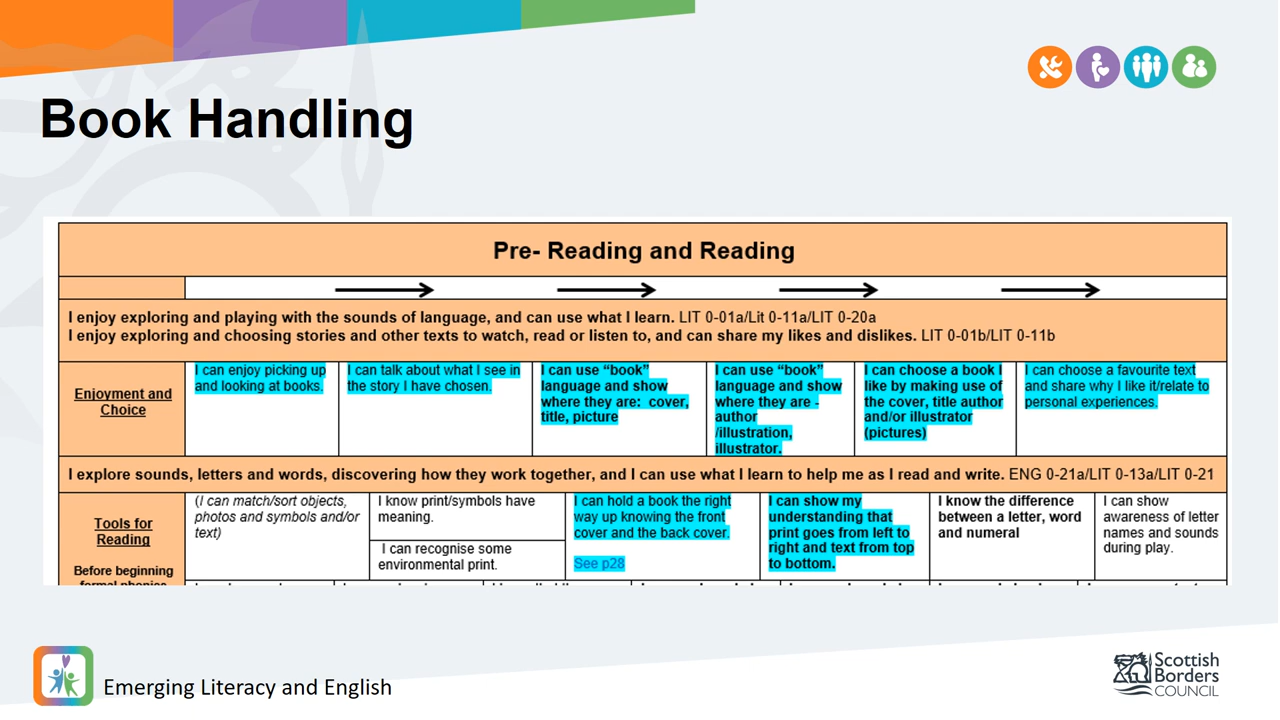 Book Handling
Pre- Reading and Reading
I enjoy exploring and playing with the sounds of language, and can use what I learn. LIT 0-01a/Lit 0-11a/LIT 0-20a
I enjoy exploring and choosing stories and other texts to watch, read or listen to, and can share my likes and dislikes. LIT 0-01b/LIT 0-11b
Enjoyment and
Choice
I can enjoy picking up
and looking at books.
I can talk about what I see in
the story I have chosen.
I can use “book”
language and show
where they are: cover,
title, picture
I can use “book”
language and show
where they are -
author
/illustration,
illustrator.
I can choose a book I
like by making use of
the cover, title author
and/or illustrator
(pictures)
I can choose a favourite text
and share why I like it/relate to
personal experiences.
I explore sounds, letters and words, discovering how they work together, and I can use what I learn to help me as I read and write. ENG 0-21a/LIT 0-13a/LIT 0-21
Tools for
Reading
Before beginning
formal phonics
(I can match/sort objects,
photos and symbols and/or
text)
I know print/symbols have
meaning.
I can recognise some
environmental print.
I can hold a book the right
way up knowing the front
cover and the back cover.
See p28
I can show my
understanding that
print goes from left to
right and text from top
to bottom.
I know the difference
between a letter, word
and numeral
I can show
awareness of letter
names and sounds
during play.
Emerging Literacy and English
Scottish
Borders
COUNCIL